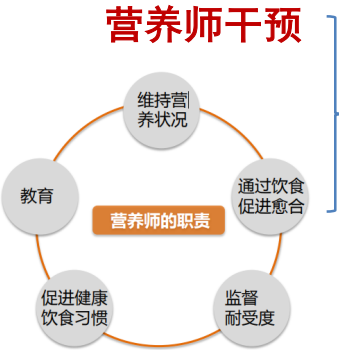 营养师干预
维持营
养状况
教育
通过饮食
促进愈合
营养师的职责
促进健康
饮食习惯
监督
耐受度